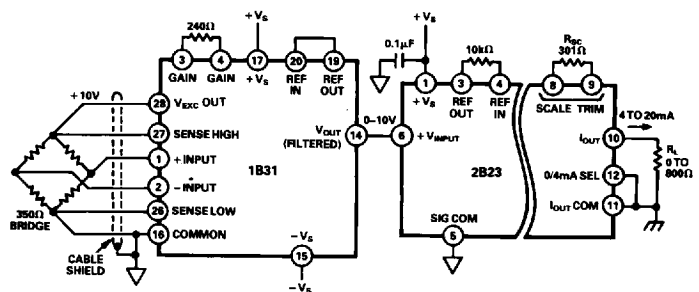 240Ω
3
4
GAIN
GAIN
+Vs
17
+Vs
20
19
REF IN
REF OUT
+10V
28
VEXC OUT
27
SENSE HIGH
1
+INPUT
2
-INPUT
26
SENSE LOW
16
COMMON
350Ω
BRIDGE
CABLE
SHIELD
1B31
VOUT
(FILTERED)
14
15
-Vs
-Vs
0-10V
0.1μF
+Vs
1
+Vs
10kΩ
3
4
REF OUT
REF IN
6
+VINPUT
2B23
SIG COM
5
RSC
301Ω
8
9
SCALE TRIM
4 TO 20mA
10
IOUT
12
0/4mA SEL
11
IOUT COM
RL
0 TO
800Ω